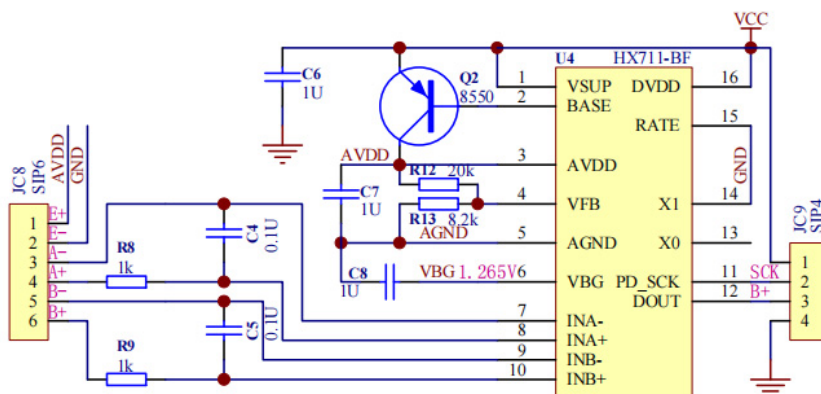 VCC
U4 HX711-BF
C6
1U
Q2
8550
1 VSUP DVDD 16
2 BASE
RATE 15
AVDD 3 AVDD
R12 20k
GND
C7
1U
4 VFB X1 14
R13 8.2k
AGND 5 AGND X0 13
C8
1U
VBG 1.265V 6 VBG PD_SCK 11 SCK
DOUT 12 B+
7 INA-
8 INA+
9 INB-
10 INB+
JC8
SIP6
AVDD
GND
1 E+
2 E-
3 A-
4 A+
5 B-
6 B+
R8
1k
C4
0.1U
C5
0.1U
R9
1k
JC9
SIP4
1
2
3
4